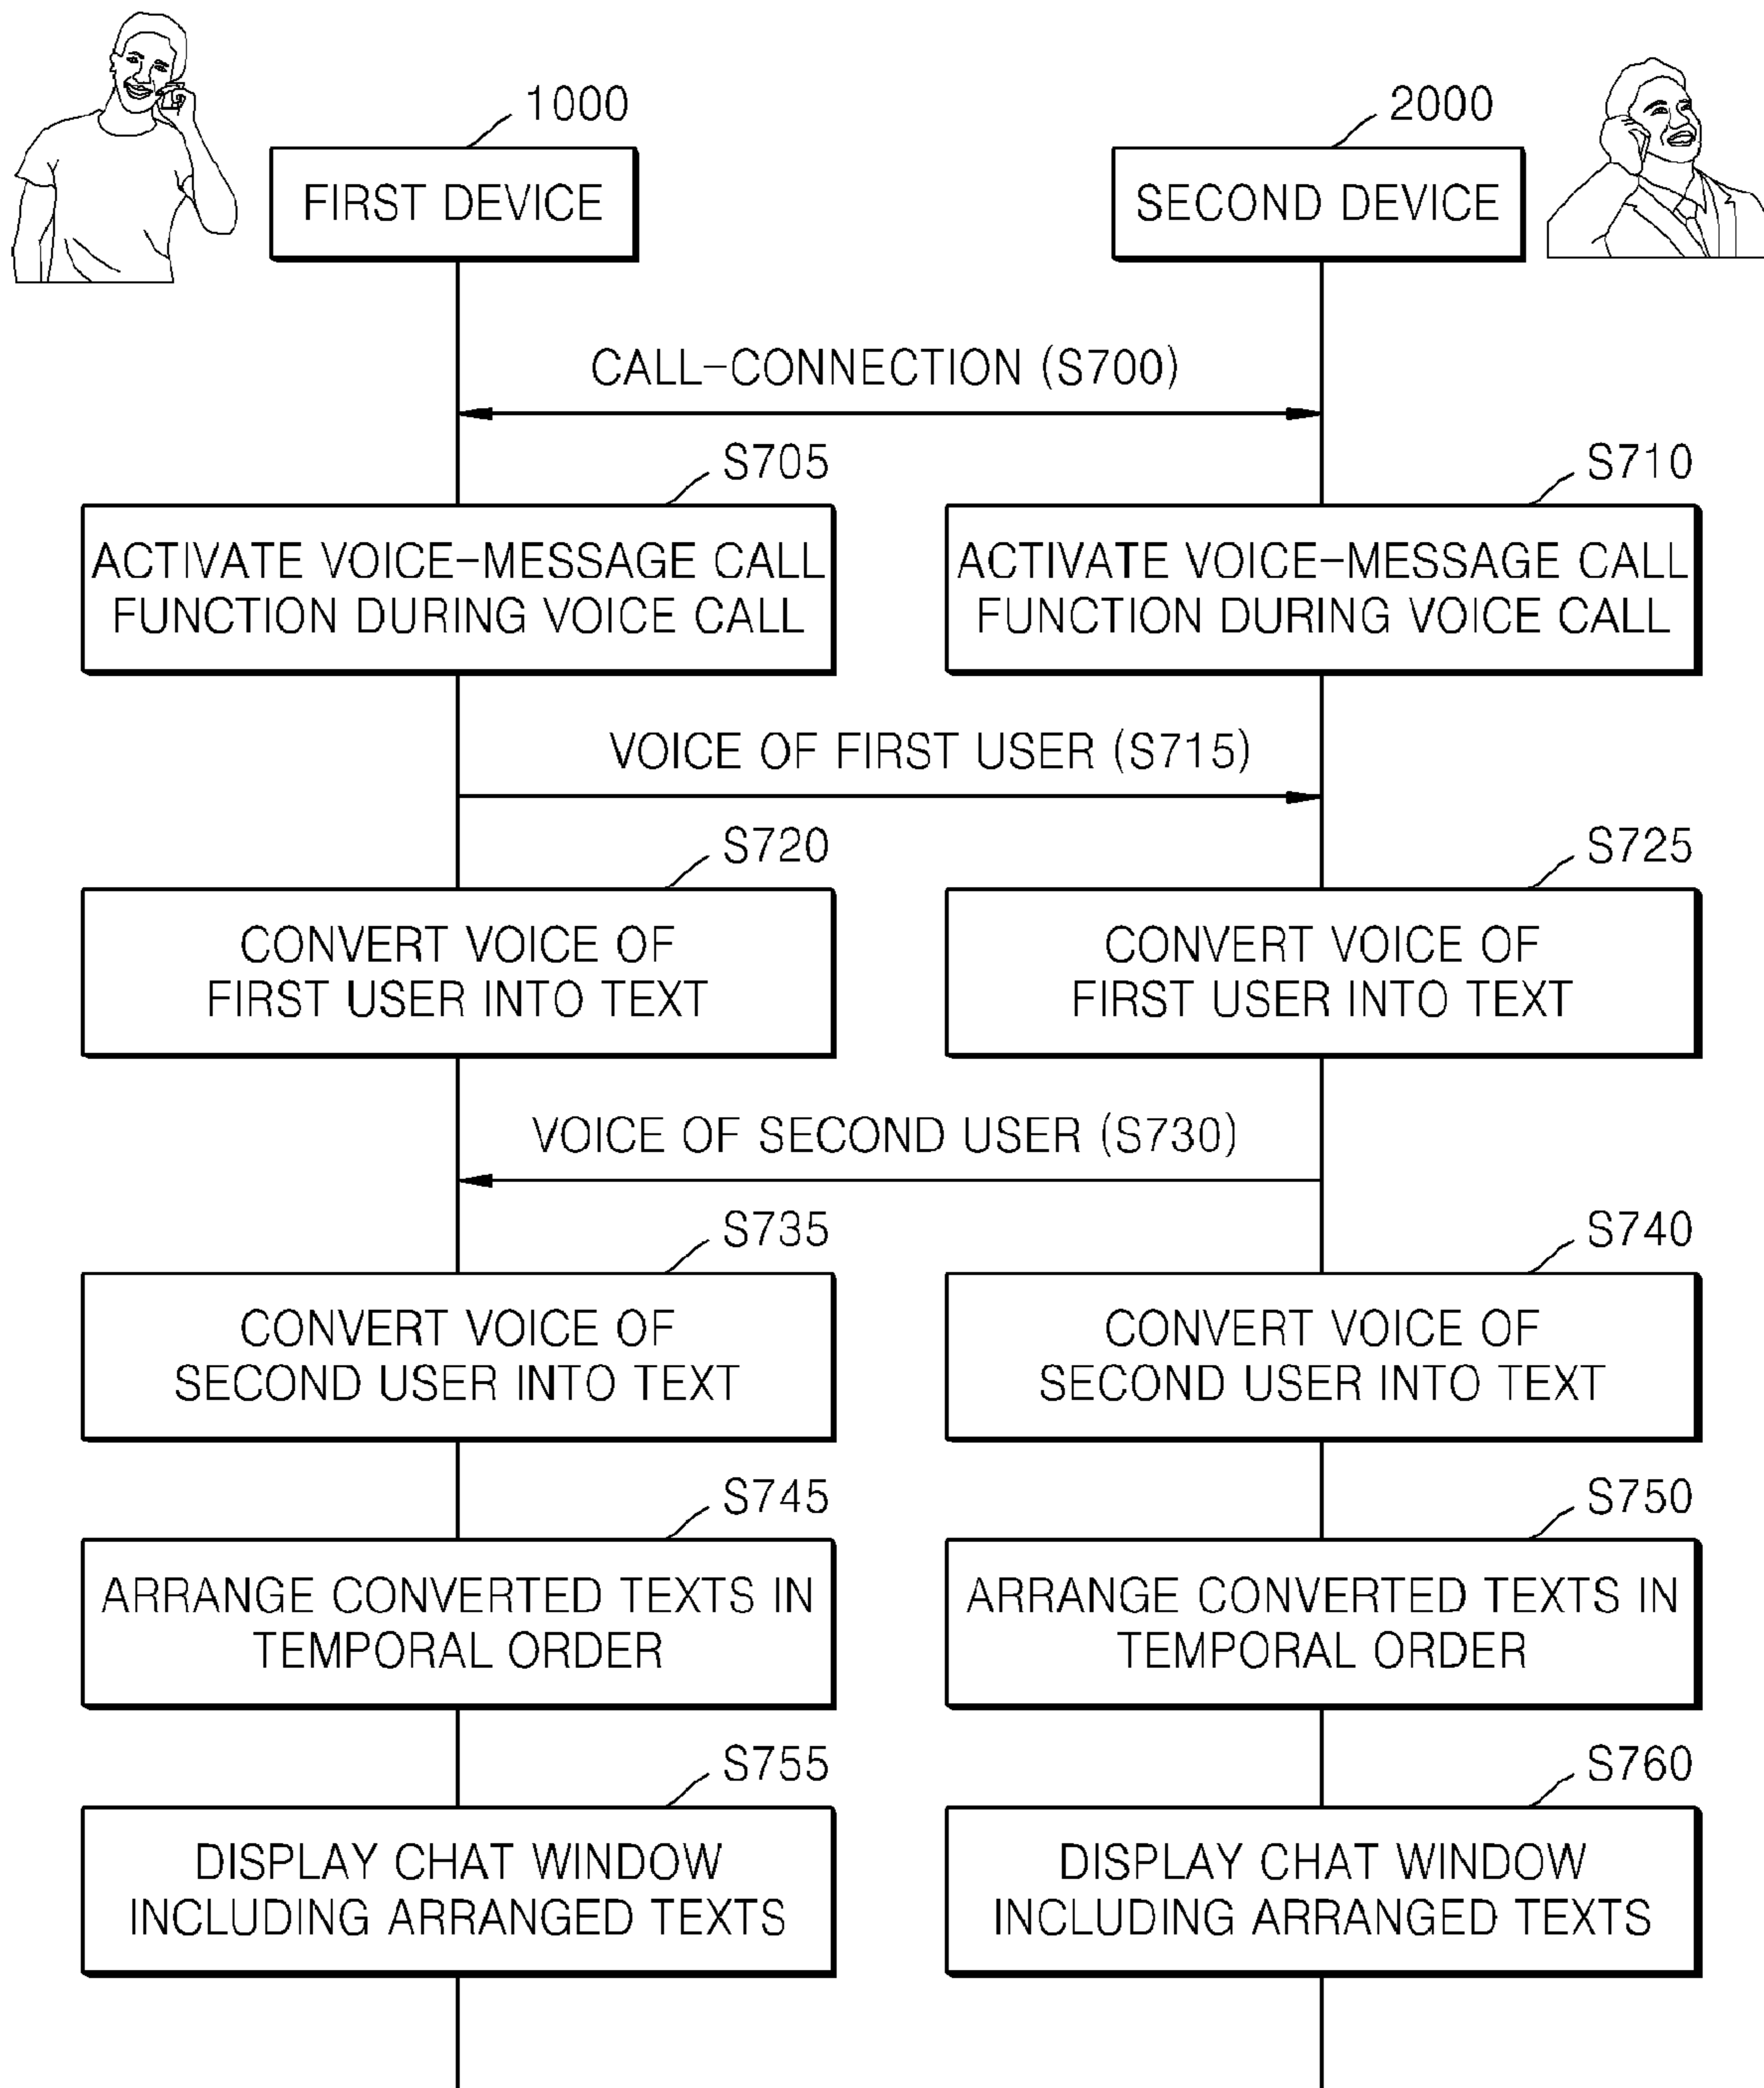 1000
2000
FIRST DEVICE
SECOND DEVICE
CALL-CONNECTION (S700)
S705
S710
ACTIVATE VOICE-MESSAGE CALL
FUNCTION DURING VOICE CALL
ACTIVATE VOICE-MESSAGE CALL
FUNCTION DURING VOICE CALL
VOICE OF FIRST USER (S715)
S720
S725
CONVERT VOICE OF
FIRST USER INTO TEXT
CONVERT VOICE OF
FIRST USER INTO TEXT
VOICE OF SECOND USER (S730)
S735
S740
CONVERT VOICE OF
SECOND USER INTO TEXT
CONVERT VOICE OF
SECOND USER INTO TEXT
S745
S750
ARRANGE CONVERTED TEXTS IN
TEMPORAL ORDER
ARRANGE CONVERTED TEXTS IN
TEMPORAL ORDER
S755
S760
DISPLAY CHAT WINDOW
INCLUDING ARRANGED TEXTS
DISPLAY CHAT WINDOW
INCLUDING ARRANGED TEXTS